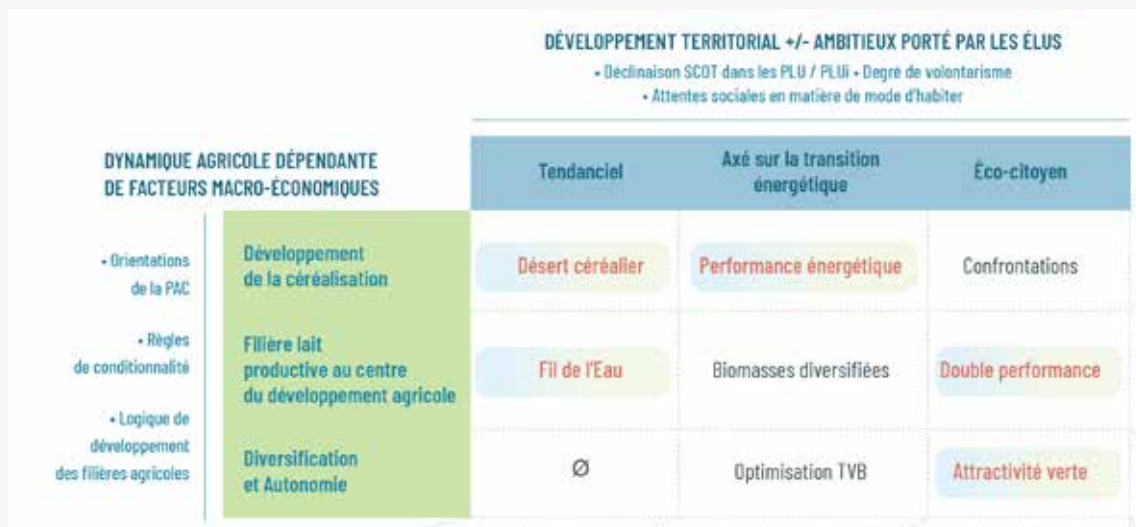 DÉVELOPPEMENT TERRITORIAL +/- AMBITIEUX PORTÉ PAR LES ÉLUS
• Déclinaison SCOT dans les PLU / PLUi • Degré de volontarisme
• Attentes sociales en matière de mode d'habiter
DYNAMIQUE AGRICOLE DÉPENDANTE
DE FACTEURS MACRO-ÉCONOMIQUES
Tendanciel
Axé sur la transition
énergétique
Éco-citoyen
• Orientations
de la PAC
• Règles
de conditionnalité
• Logique de
développement
des filières agricoles
Développement
de la céréalisation
Désert céréalier
Performance énergétique
Confrontations
Filière lait
productive au centre
du développement agricole
Fil de l'Eau
Biomasses diversifiées
Double performance
Diversification
et Autonomie
Ø
Optimisation TVB
Attractivité verte